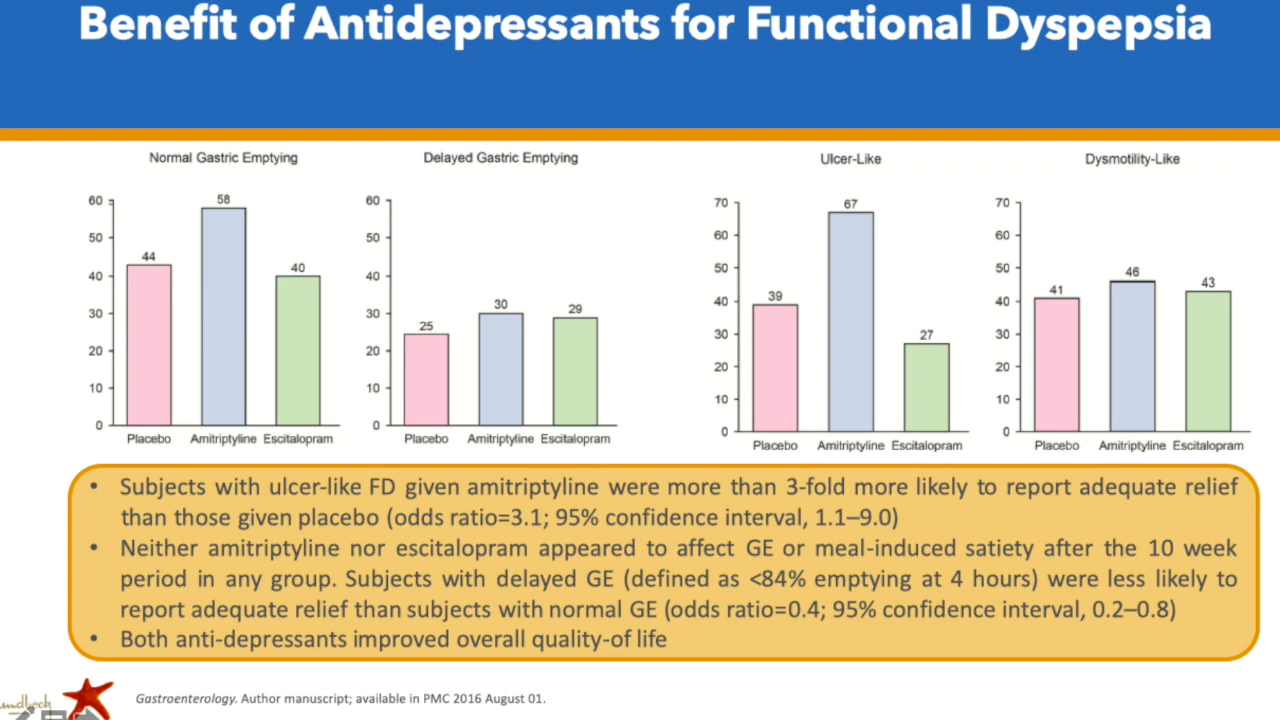 Benefit of Antidepressants for Functional Dyspepsia
Normal Gastric Emptying
60
50
40
30
20
10
0
44
58
40
Placebo Amitriptyline Escitalopram
Delayed Gastric Emptying
60
50
40
30
20
10
0
25
30
29
Placebo Amitriptyline Escitalopram
Ulcer-Like
70
60
50
40
30
20
10
0
39
67
27
Placebo Amitriptyline Escitalopram
Dysmotility-Like
70
60
50
40
30
20
10
0
41
46
43
Placebo Amitriptyline Escitalopram
• Subjects with ulcer-like FD given amitriptyline were more than 3-fold more likely to report adequate relief
than those given placebo (odds ratio=3.1; 95% confidence interval, 1.1–9.0)
• Neither amitriptyline nor escitalopram appeared to affect GE or meal-induced satiety after the 10 week
period in any group. Subjects with delayed GE (defined as <84% emptying at 4 hours) were less likely to
report adequate relief than subjects with normal GE (odds ratio=0.4; 95% confidence interval, 0.2–0.8)
• Both anti-depressants improved overall quality-of life
Gastroenterology. Author manuscript; available in PMC 2016 August 01.